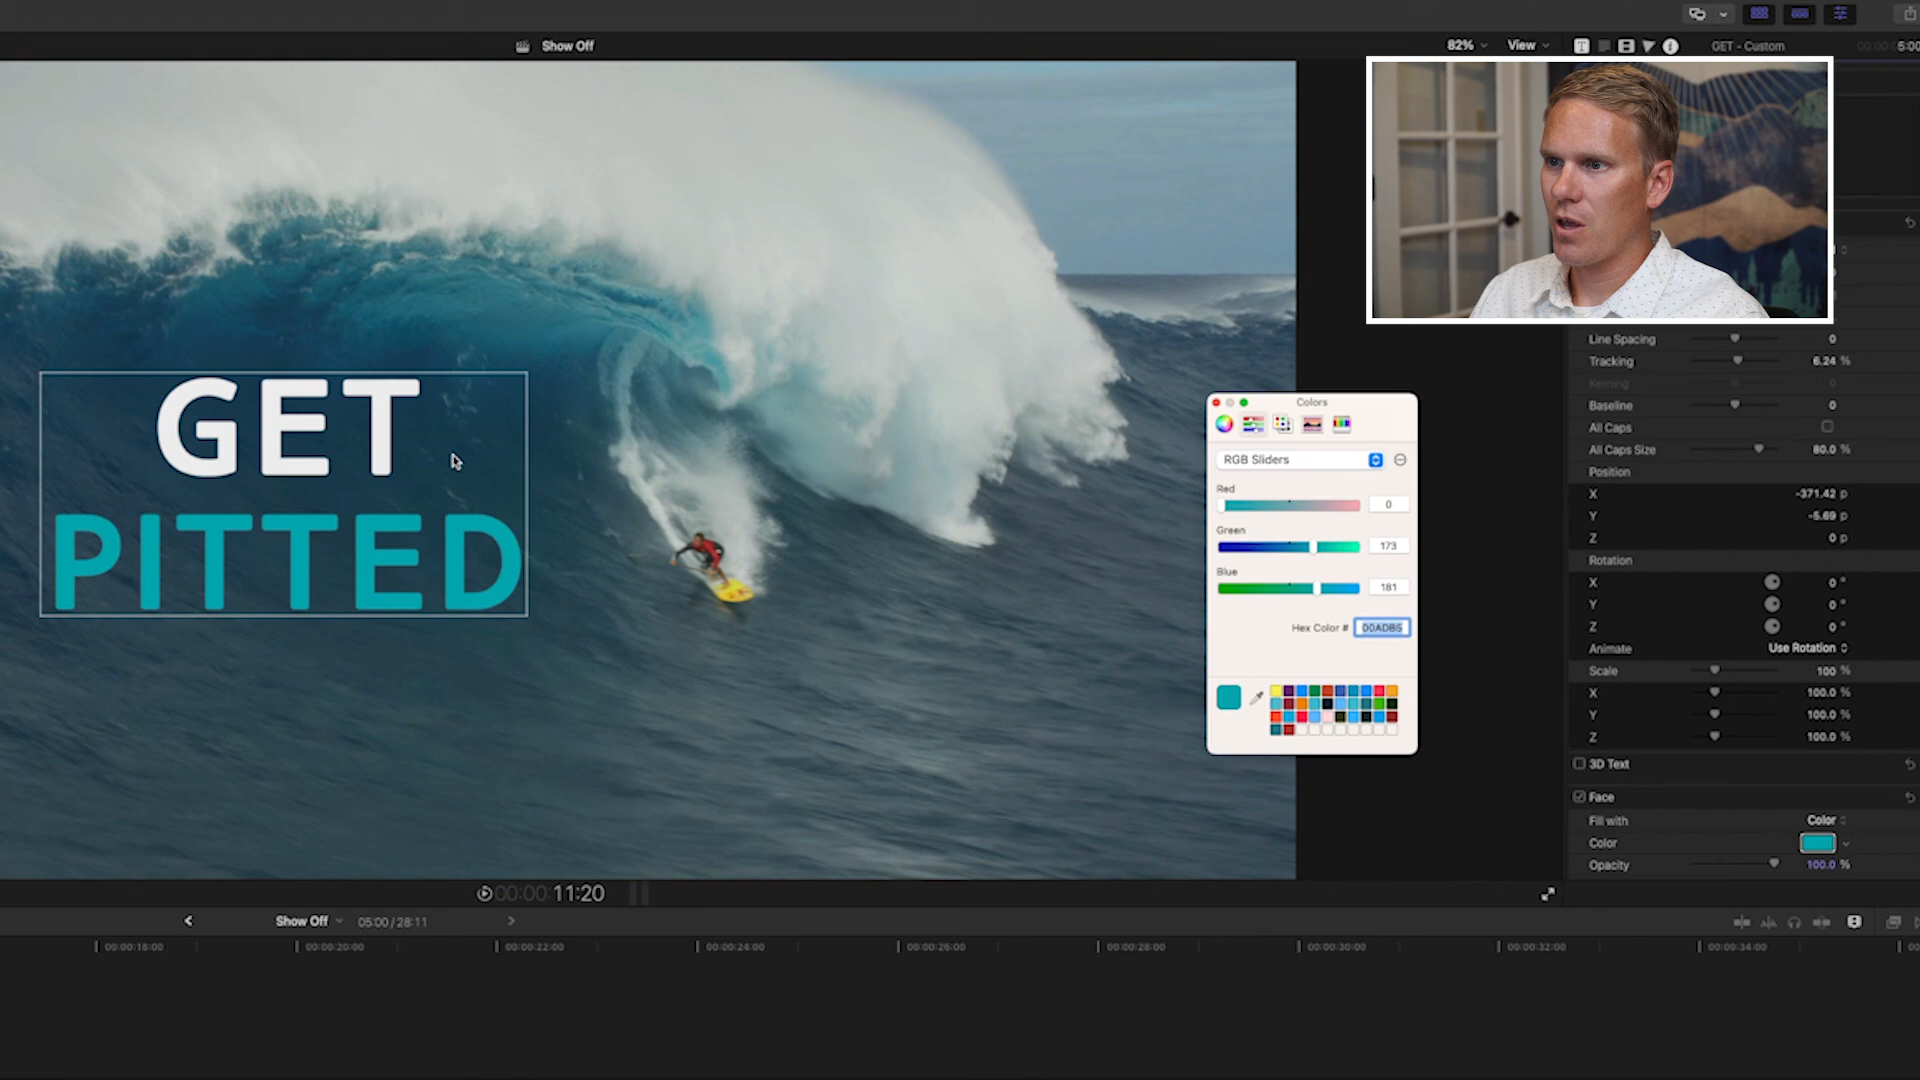 Show Off
82%
View
GET - Custom
5:00
GET
PITTED
Line Spacing 0
Tracking 6.24 %
Kerning 0
Baseline 0
All Caps
All Caps Size 80.0 %
Position
X -371.42 p
Y -5.69 p
Z 0 p
Rotation
X 0 °
Y 0 °
Z 0 °
Animate Use Rotation
Scale 100 %
X 100.0 %
Y 100.0 %
Z 100.0 %
3D Text
Face
Fill with Color
Color
Opacity 100.0 %
Colors
RGB Sliders
Red
0
Green
173
Blue
181
Hex Color # 00ADB5
00:00:11:20
Show Off 05:00 / 28:11
00:00:18:00 00:00:20:00 00:00:22:00 00:00:24:00 00:00:26:00 00:00:28:00 00:00:30:00 00:00:32:00 00:00:34:00